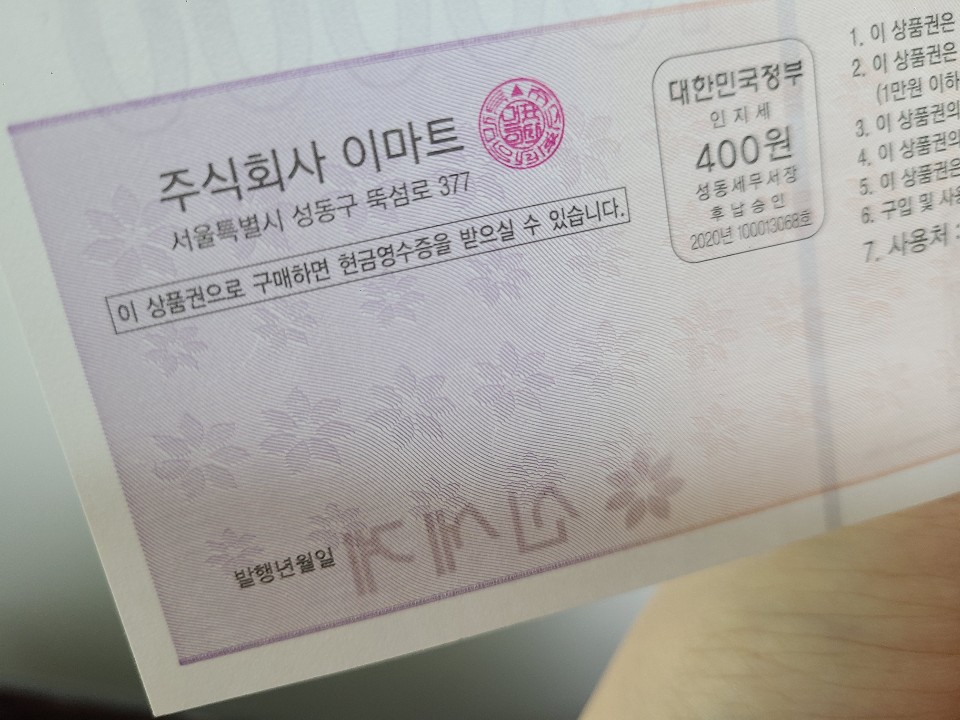 주식회사 이마트
서울특별시 성동구 뚝섬로 377
이 상품권으로 구매하면 현금영수증을 받으실 수 있습니다.
발행년월일
신세계
대한민국정부
인지세
400원
성동세무서장
후납승인
2020년 100013068호
1. 이 상품권은
2. 이 상품권은
(1만원 이하
3. 이 상품권의
4. 이 상품권의
5. 이 상품권은
6. 구입 및 사용
7. 사용처 :